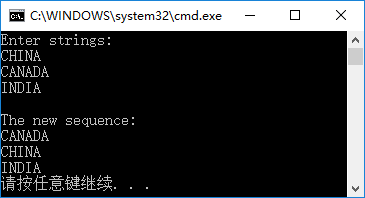 C:\WINDOWS\system32\cmd.exe
Enter strings:
CHINA
CANADA
INDIA
The new sequence:
CANADA
CHINA
INDIA
请按任意键继续. . .